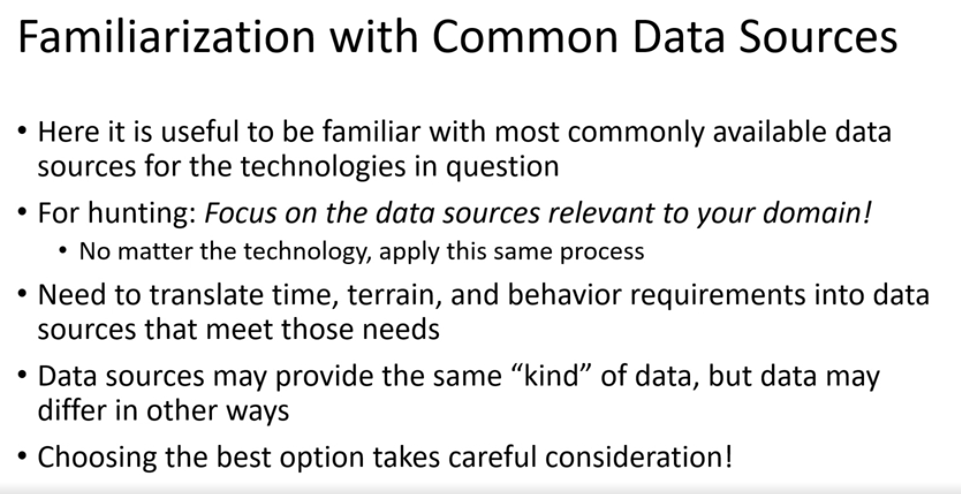 Familiarization with Common Data Sources
• Here it is useful to be familiar with most commonly available data
sources for the technologies in question
• For hunting: Focus on the data sources relevant to your domain!
• No matter the technology, apply this same process
• Need to translate time, terrain, and behavior requirements into data
sources that meet those needs
• Data sources may provide the same “kind” of data, but data may
differ in other ways
• Choosing the best option takes careful consideration!